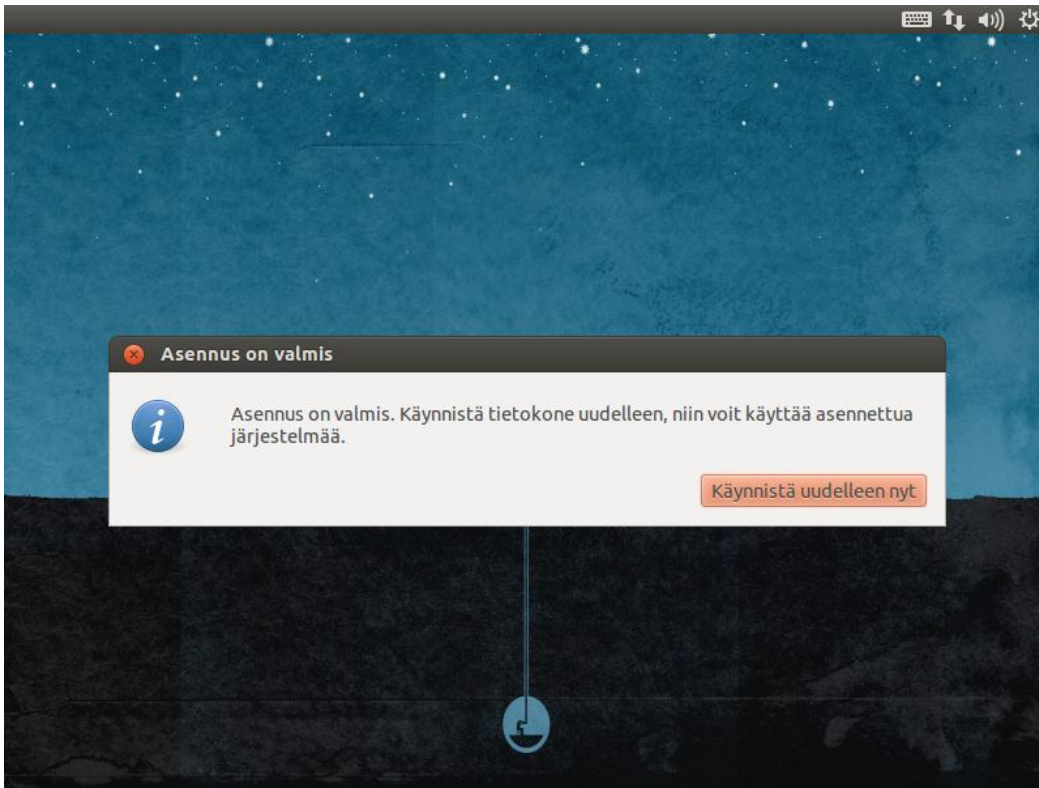 Asennus on valmis
Asennus on valmis. Käynnistä tietokone uudelleen, niin voit käyttää asennettua
järjestelmää.
Käynnistä uudelleen nyt